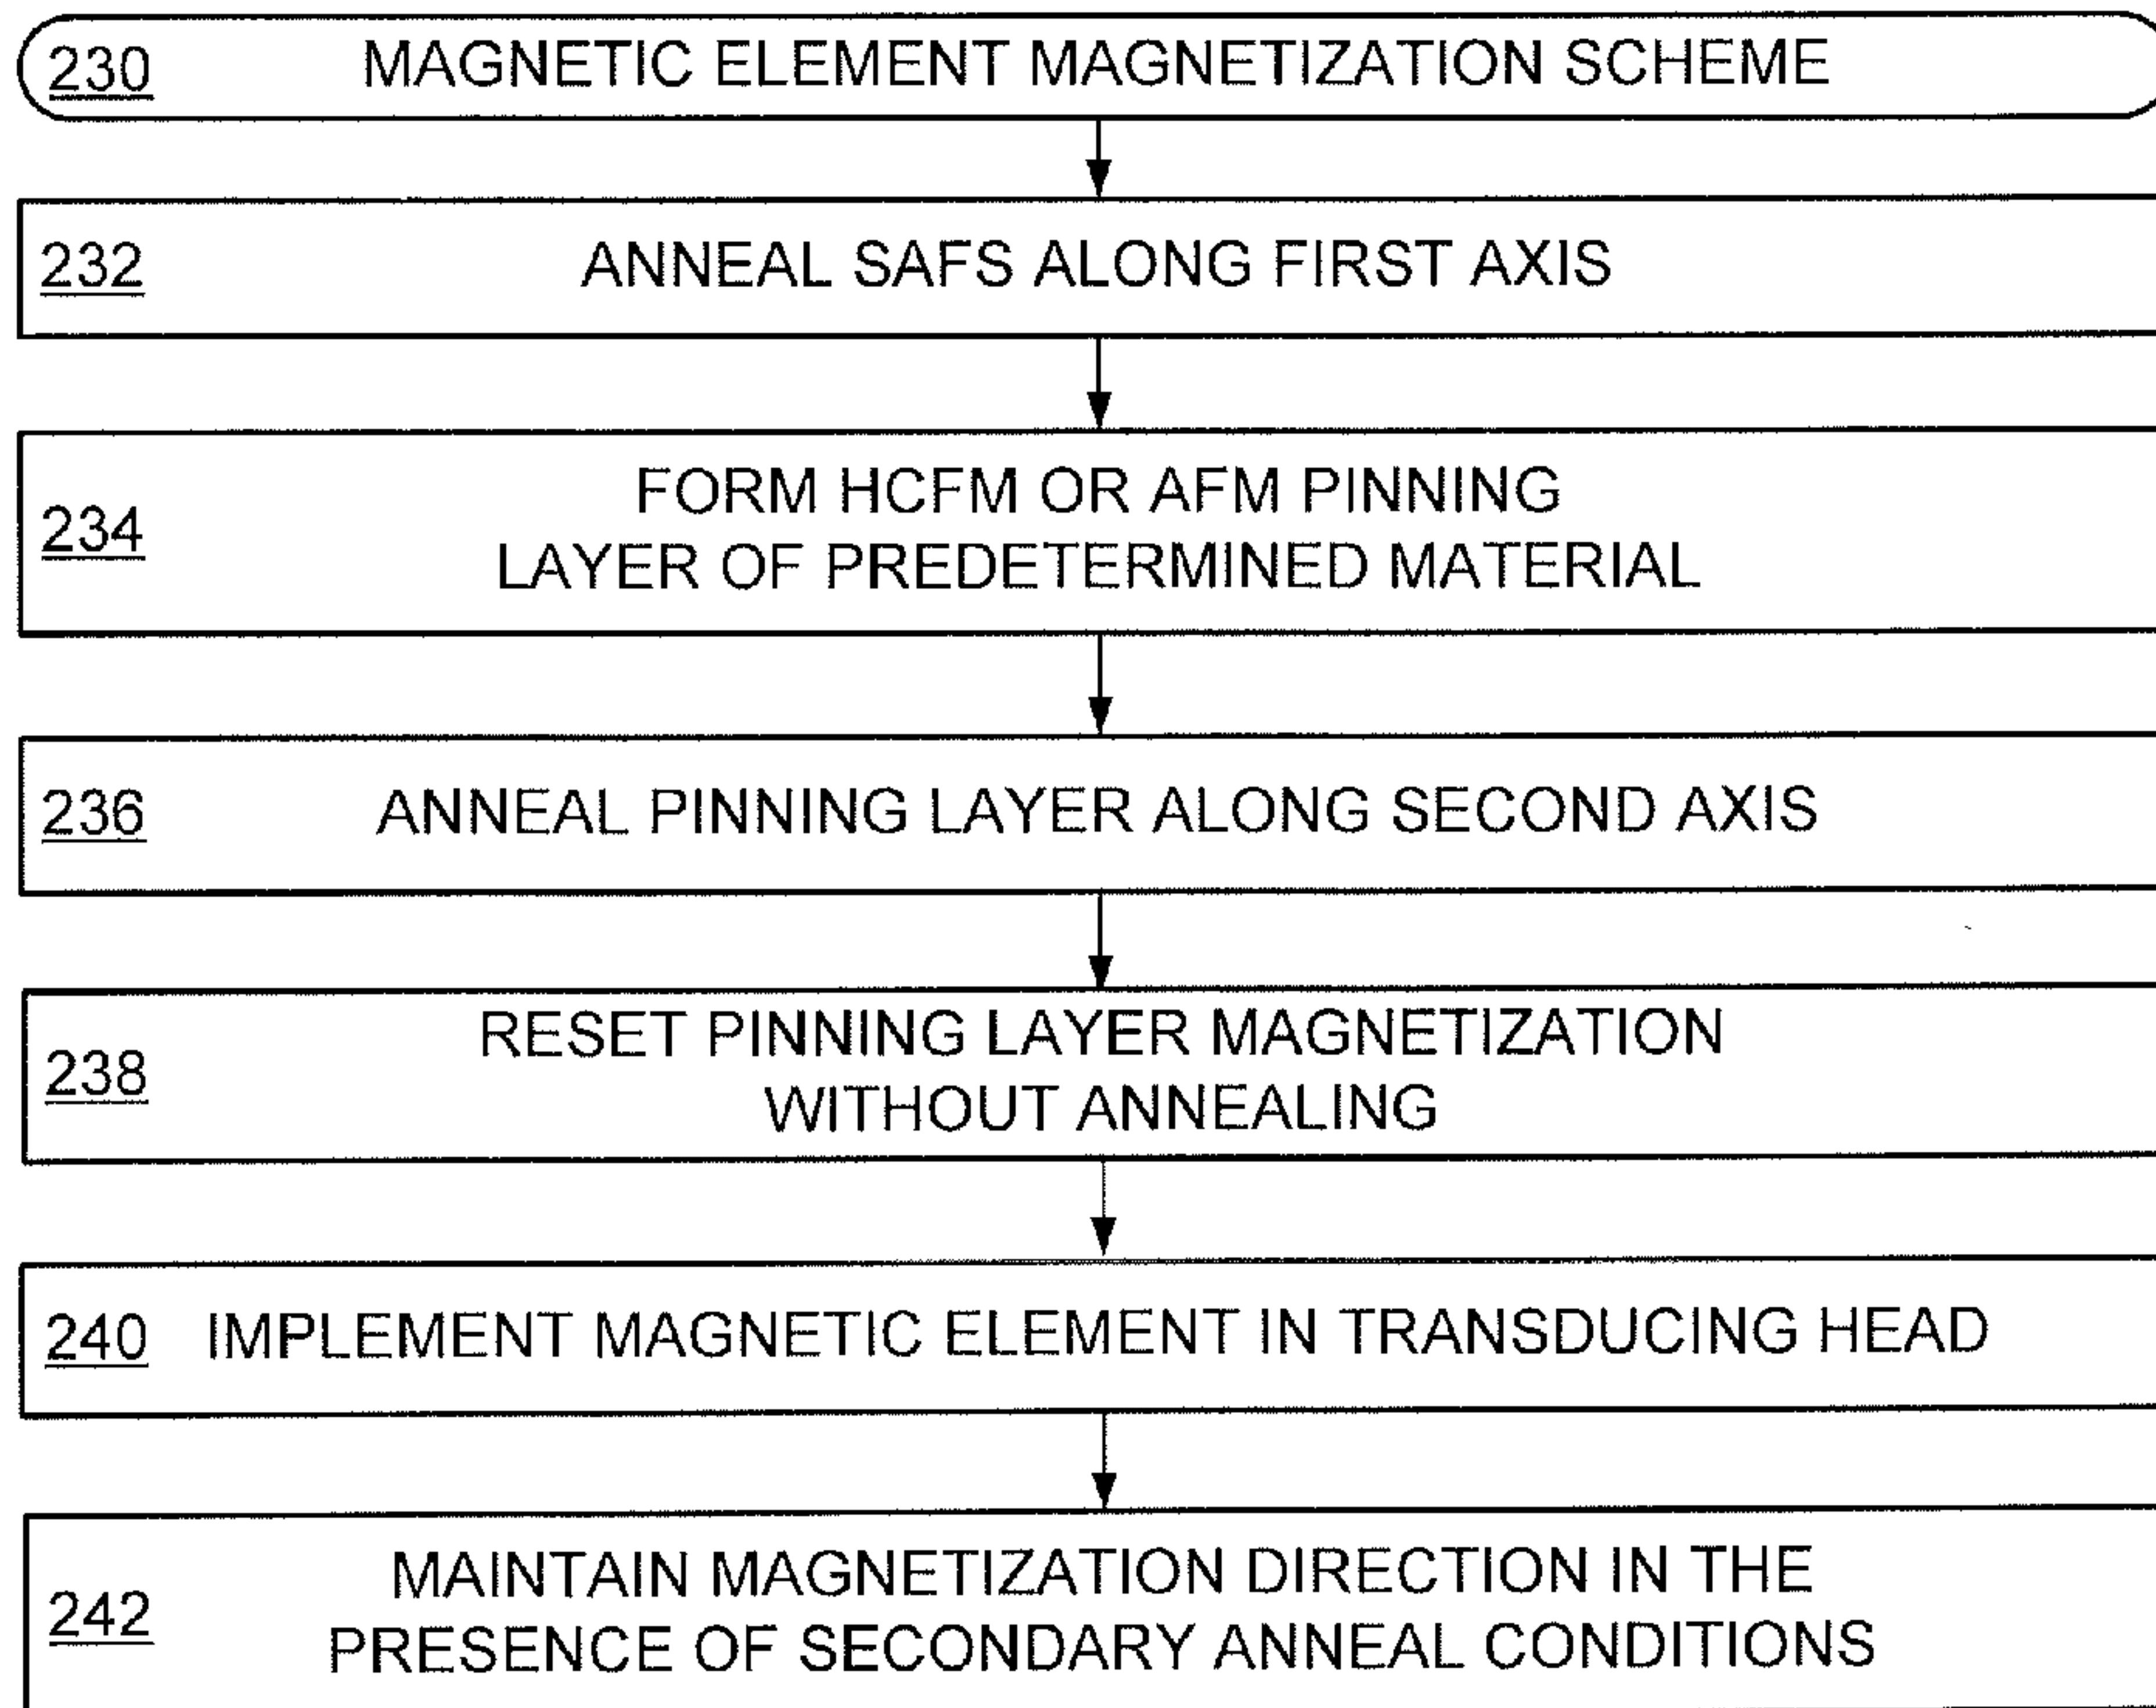 230 MAGNETIC ELEMENT MAGNETIZATION SCHEME
232 ANNEAL SAFS ALONG FIRST AXIS
234 FORM HCFM OR AFM PINNING
LAYER OF PREDETERMINED MATERIAL
236 ANNEAL PINNING LAYER ALONG SECOND AXIS
238 RESET PINNING LAYER MAGNETIZATION
WITHOUT ANNEALING
240 IMPLEMENT MAGNETIC ELEMENT IN TRANSDUCING HEAD
242 MAINTAIN MAGNETIZATION DIRECTION IN THE
PRESENCE OF SECONDARY ANNEAL CONDITIONS